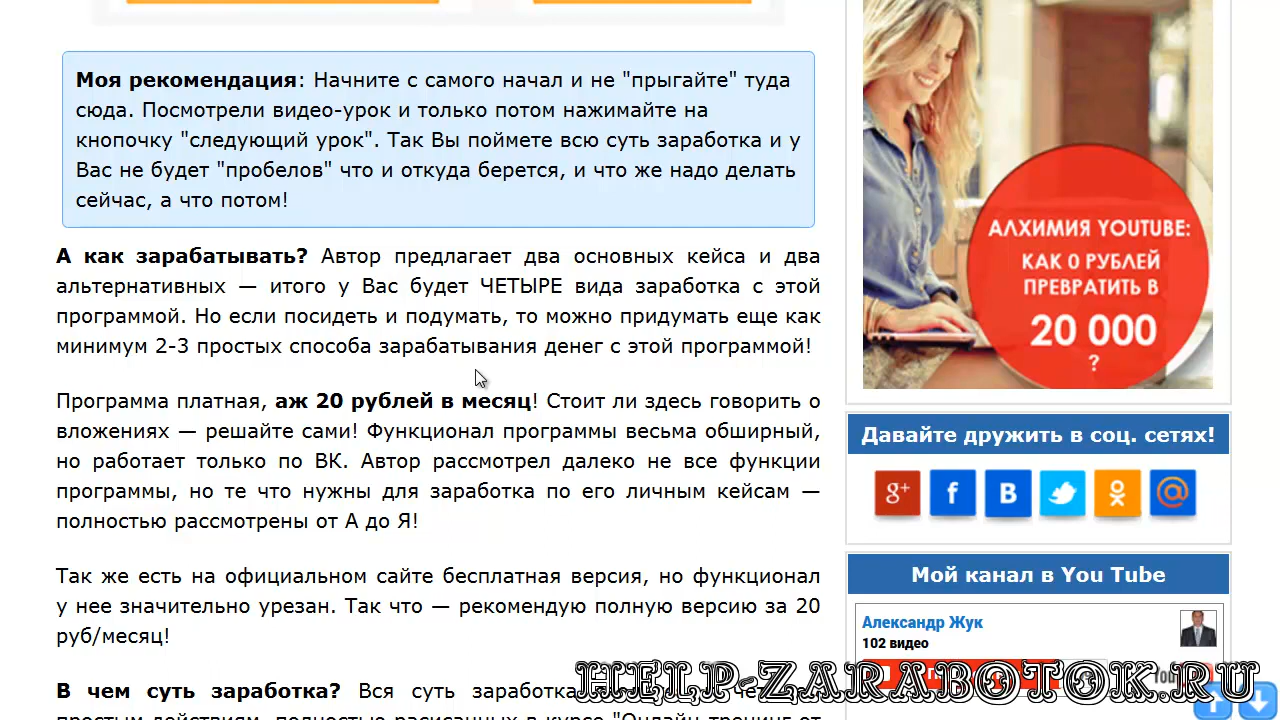 Моя рекомендация: Начните с самого начал и не "прыгайте" туда
сюда. Посмотрели видео-урок и только потом нажимайте на
кнопочку "следующий урок". Так Вы поймете всю суть заработка и у
Вас не будет "пробелов" что и откуда берется, и что же надо делать
сейчас, а что потом!
А как зарабатывать? Автор предлагает два основных кейса и два
альтернативных — итого у Вас будет ЧЕТЫРЕ вида заработка с этой
программой. Но если посидеть и подумать, то можно придумать еще как
минимум 2-3 простых способа зарабатывания денег с этой программой!
Программа платная, аж 20 рублей в месяц! Стоит ли здесь говорить о
вложениях — решайте сами! Функционал программы весьма обширный,
но работает только по ВК. Автор рассмотрел далеко не все функции
программы, но те что нужны для заработка по его личным кейсам —
полностью рассмотрены от А до Я!
Так же есть на официальном сайте бесплатная версия, но функционал
у нее значительно урезан. Так что — рекомендую полную версию за 20
руб/месяц!
В чем суть заработка? Вся суть заработка
простым действиям, полностью расписанных в курсе "Онлайн-тренинг от
АЛХИМИЯ YOUTUBE:
КАК 0 РУБЛЕЙ
ПРЕВРАТИТЬ В
20 000
?
Давайте дружить в соц. сетях!
g+ f B @
Мой канал в You Tube
Александр Жук
102 видео
HELP-ZARABOTOK.RU